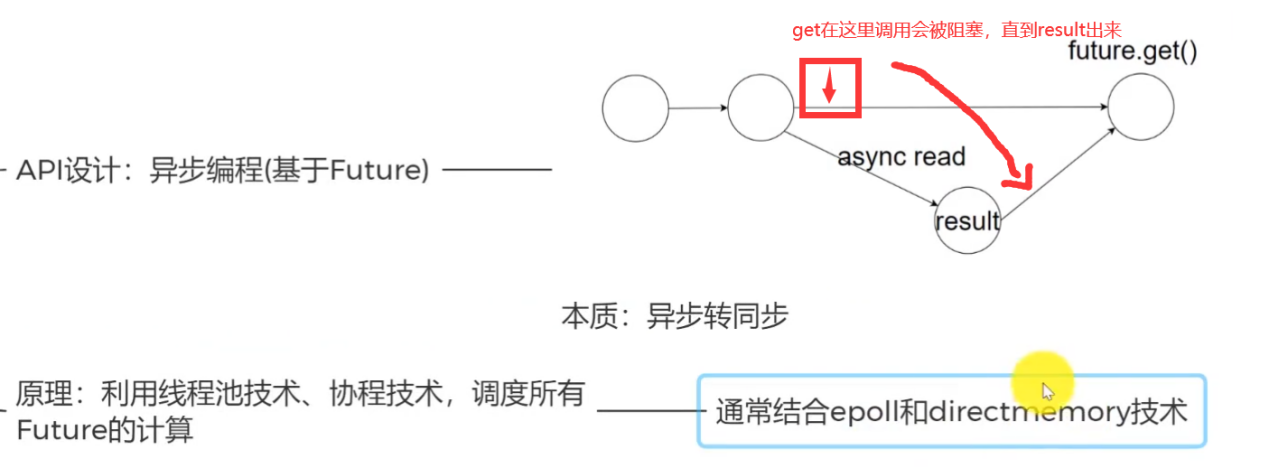 get在这里调用会被阻塞，直到result出来
future.get()
API设计：异步编程(基于Future)
async read
result
本质：异步转同步
原理：利用线程池技术、协程技术，调度所有
Future的计算
通常结合epoll和directmemory技术